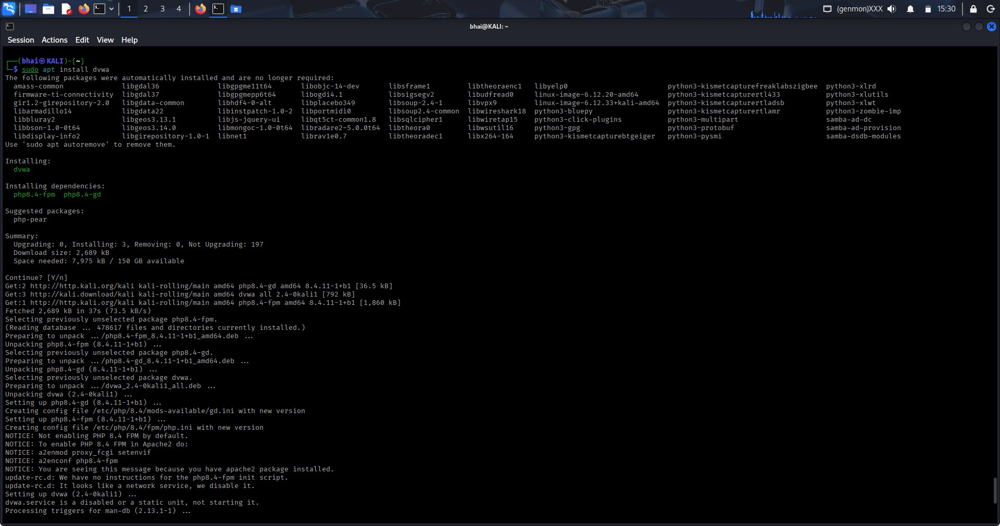 1 2 3 4
(genmon)XXX 15:30
bhai@KALI: ~
Session Actions Edit View Help
┌──(bhai㉿KALI)-[~]
└─$ sudo apt install dvwa
The following packages were automatically installed and are no longer required:
amass-common libgdal36 libgpgme11t64 libobjc-14-dev libsframe1 libtheoraenc1 libyelp0 python3-kismetcapturefreaklabszigbee python3-xlrd
firmware-ti-connectivity libgdal37 libgpgmepp6t64 libogdi4.1 libsigsegv2 libudfread0 linux-image-6.12.20-amd64 python3-kismetcapturertl433 python3-xlutils
gir1.2-girepository-2.0 libgdata-common libhdf4-0-alt libplacebo349 libsoup-2.4-1 libvpx9 linux-image-6.12.33+kali-amd64 python3-kismetcapturertladsb python3-xlwt
libarmadillo14 libgdata22 libinstpatch-1.0-2 libportmidi0 libsoup2.4-common libwireshark18 python3-bluepy python3-kismetcapturertlamr python3-zombie-imp
libbluray2 libgeos3.13.1 libjs-jquery-ui libqt5ct-common1.8 libsqlcipher1 libwiretap15 python3-click-plugins python3-multipart samba-ad-dc
libbson-1.0-0t64 libgeos3.14.0 libmongoc-1.0-0t64 libradare2-5.0.0t64 libtheora0 libwsutil16 python3-gpg python3-protobuf samba-ad-provision
libdisplay-info2 libgirepository-1.0-1 libnet1 librav1e0.7 libtheoradec1 libx264-164 python3-kismetcapturebtgeiger python3-pysmi samba-dsdb-modules
Use 'sudo apt autoremove' to remove them.
Installing:
dvwa
Installing dependencies:
php8.4-fpm php8.4-gd
Suggested packages:
php-pear
Summary:
Upgrading: 0, Installing: 3, Removing: 0, Not Upgrading: 197
Download size: 2,689 kB
Space needed: 7,975 kB / 150 GB available
Continue? [Y/n]
Get:2 http://http.kali.org/kali kali-rolling/main amd64 php8.4-gd amd64 8.4.11-1+b1 [36.5 kB]
Get:3 http://kali.download/kali kali-rolling/main amd64 dvwa all 2.4-0kali1 [792 kB]
Get:1 http://http.kali.org/kali kali-rolling/main amd64 php8.4-fpm amd64 8.4.11-1+b1 [1,860 kB]
Fetched 2,689 kB in 37s (73.5 kB/s)
Selecting previously unselected package php8.4-fpm.
(Reading database ... 478617 files and directories currently installed.)
Preparing to unpack .../php8.4-fpm_8.4.11-1+b1_amd64.deb ...
Unpacking php8.4-fpm (8.4.11-1+b1) ...
Selecting previously unselected package php8.4-gd.
Preparing to unpack .../php8.4-gd_8.4.11-1+b1_amd64.deb ...
Unpacking php8.4-gd (8.4.11-1+b1) ...
Selecting previously unselected package dvwa.
Preparing to unpack .../dvwa_2.4-0kali1_all.deb ...
Unpacking dvwa (2.4-0kali1) ...
Setting up php8.4-gd (8.4.11-1+b1) ...
Creating config file /etc/php/8.4/mods-available/gd.ini with new version
Setting up php8.4-fpm (8.4.11-1+b1) ...
Creating config file /etc/php/8.4/fpm/php.ini with new version
NOTICE: Not enabling PHP 8.4 FPM by default.
NOTICE: To enable PHP 8.4 FPM in Apache2 do:
NOTICE: a2enmod proxy_fcgi setenvif
NOTICE: a2enconf php8.4-fpm
NOTICE: You are seeing this message because you have apache2 package installed.
update-rc.d: We have no instructions for the php8.4-fpm init script.
update-rc.d: It looks like a network service, we disable it.
Setting up dvwa (2.4-0kali1) ...
dvwa.service is a disabled or a static unit, not starting it.
Processing triggers for man-db (2.13.1-1) ...